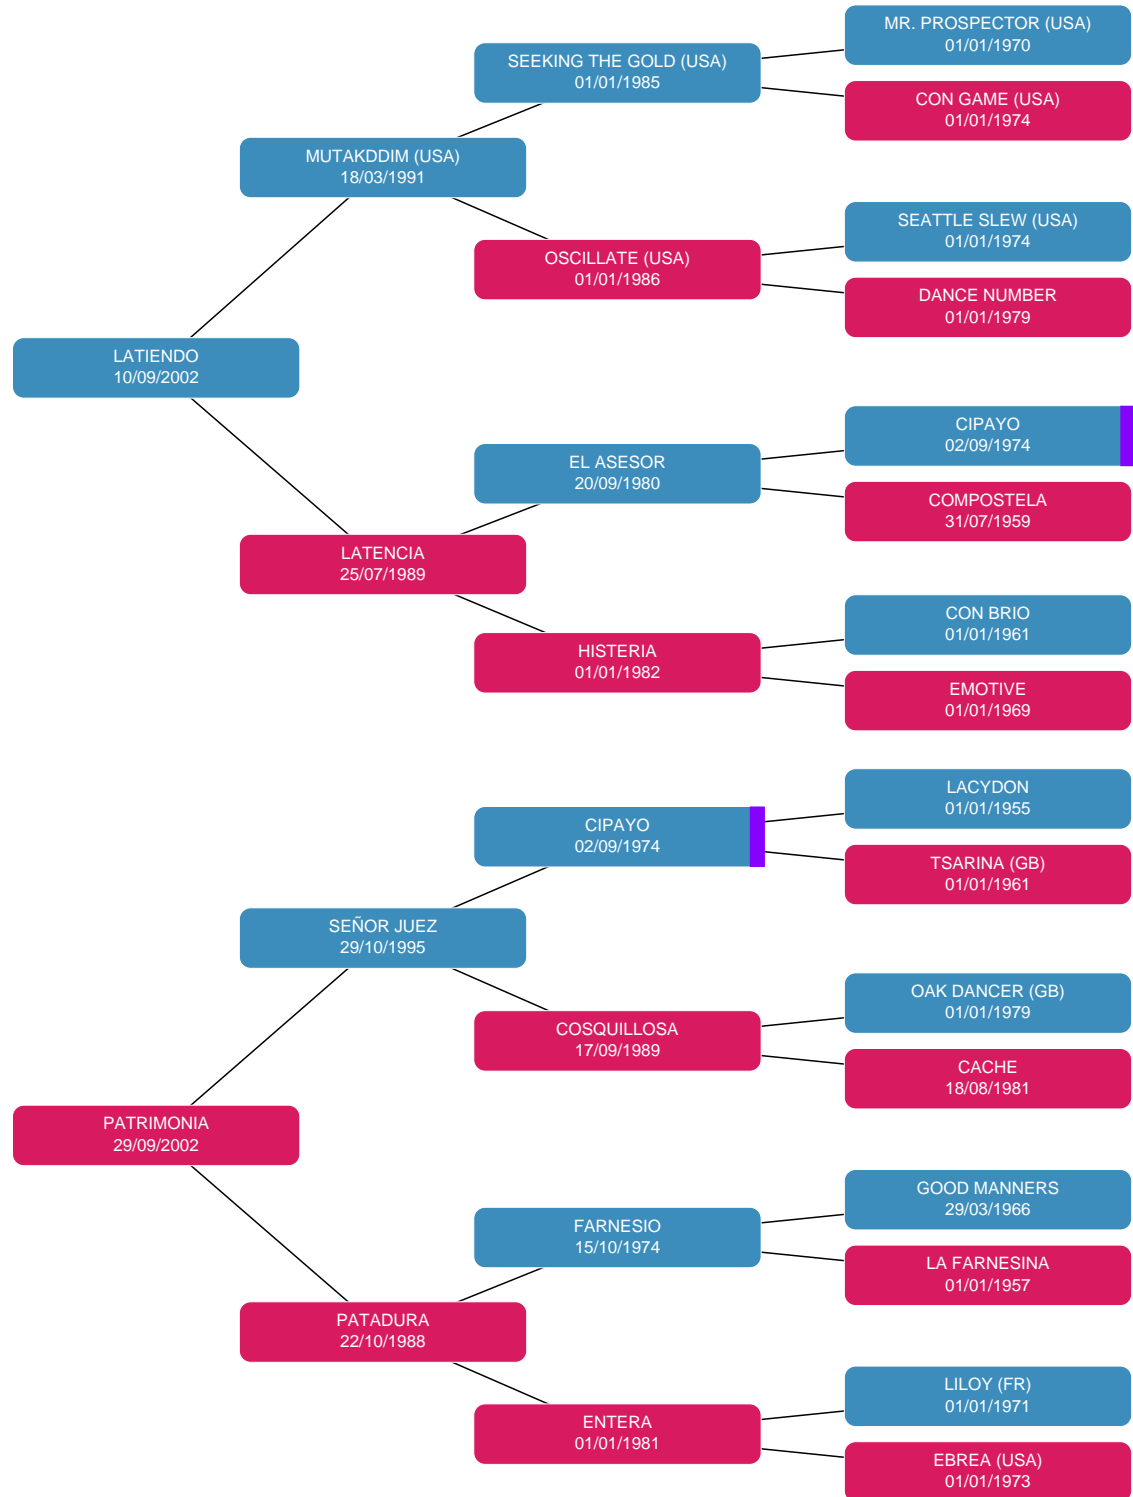 MR. PROSPECTOR (USA)
01/01/1970
SEEKING THE GOLD (USA)
01/01/1985
CON GAME (USA)
01/01/1974
MUTAKDDIM (USA)
18/03/1991
SEATTLE SLEW (USA)
01/01/1974
OSCILLATE (USA)
01/01/1986
DANCE NUMBER
01/01/1979
LATIENDO
10/09/2002
CIPAYO
02/09/1974
EL ASESOR
20/09/1980
COMPOSTELA
31/07/1959
LATENCIA
25/07/1989
CON BRIO
01/01/1961
HISTERIA
01/01/1982
EMOTIVE
01/01/1969
LACYDON
01/01/1955
CIPAYO
02/09/1974
TSARINA (GB)
01/01/1961
SEÑOR JUEZ
29/10/1995
OAK DANCER (GB)
01/01/1979
COSQUILLOSA
17/09/1989
CACHE
18/08/1981
PATRIMONIA
29/09/2002
GOOD MANNERS
29/03/1966
FARNESIO
15/10/1974
LA FARNESINA
01/01/1957
PATADURA
22/10/1988
LILOY (FR)
01/01/1971
ENTERA
01/01/1981
EBREA (USA)
01/01/1973